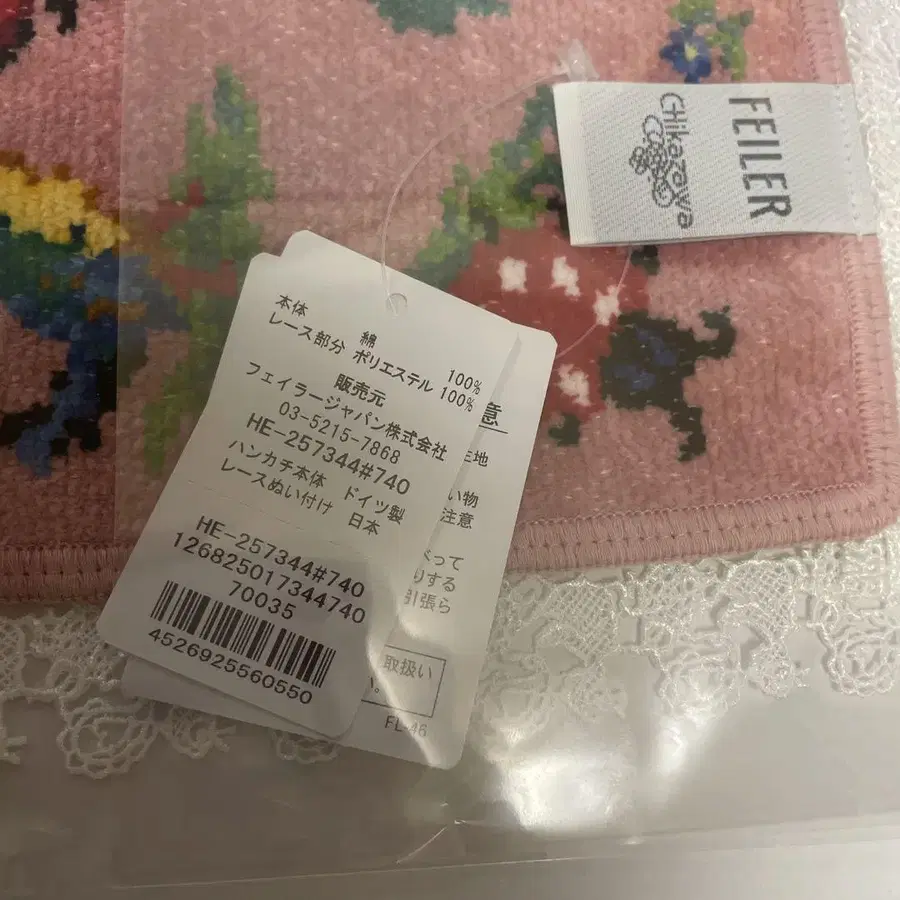 FEILER
本体 綿 100%
レース部分 ポリエステル 100%
販売元
フェイラージャパン株式会社
03-5215-7868
HE-257344#740
ハンカチ本体 ドイツ製
レースぬい付け 日本
HE-257344#740
126825017344740
70035
4526925560550
意
い物
注意
べって
りする
引張ら
取扱い
FL-46